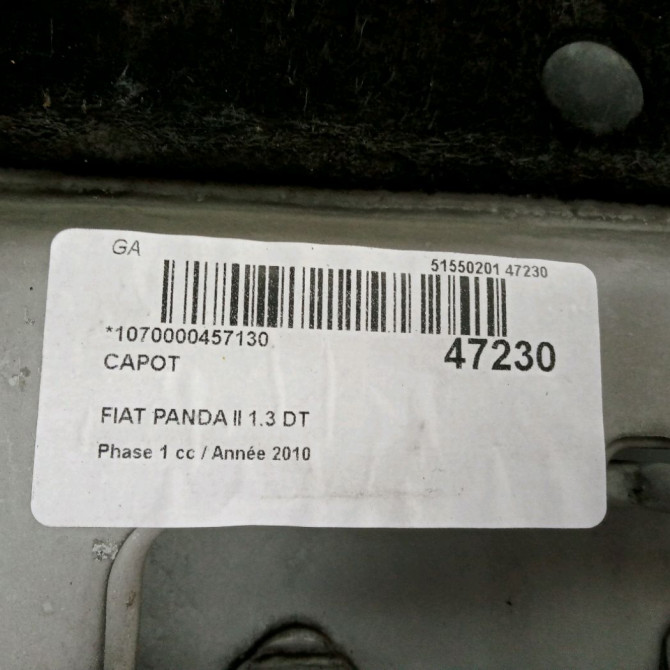 GA
51550201 47230
*1070000457130
47230
CAPOT
FIAT PANDA II 1.3 DT
Phase 1 cc / Année 2010